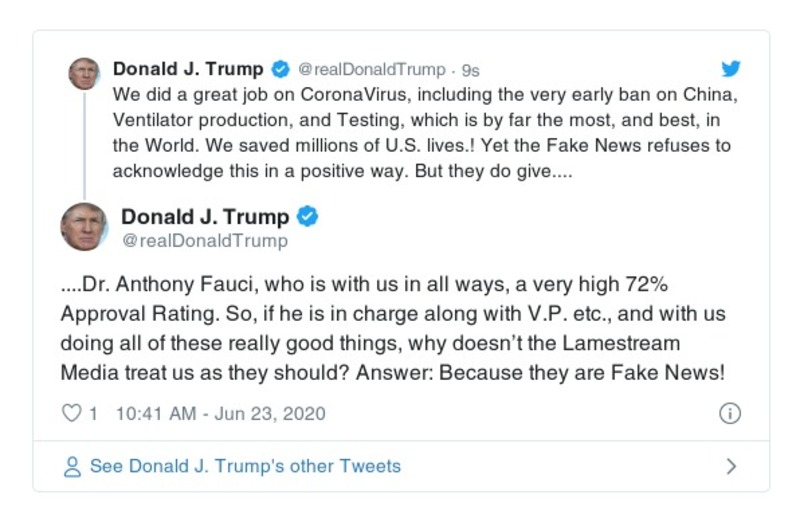 Donald J. Trump @realDonaldTrump · 9s
We did a great job on CoronaVirus, including the very early ban on China,
Ventilator production, and Testing, which is by far the most, and best, in
the World. We saved millions of U.S. lives.! Yet the Fake News refuses to
acknowledge this in a positive way. But they do give....
Donald J. Trump
@realDonaldTrump
....Dr. Anthony Fauci, who is with us in all ways, a very high 72%
Approval Rating. So, if he is in charge along with V.P. etc., and with us
doing all of these really good things, why doesn't the Lamestream
Media treat us as they should? Answer: Because they are Fake News!
1 10:41 AM - Jun 23, 2020
See Donald J. Trump's other Tweets